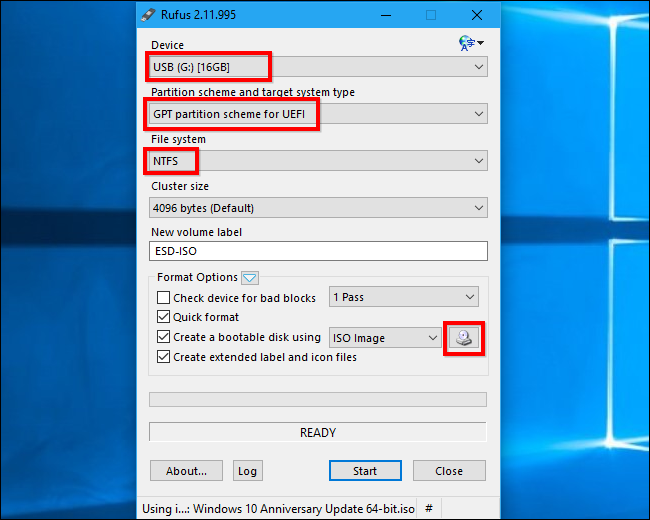 Rufus 2.11.995
Device
USB (G:) [16GB]
Partition scheme and target system type
GPT partition scheme for UEFI
File system
NTFS
Cluster size
4096 bytes (Default)
New volume label
ESD-ISO
Format Options
Check device for bad blocks 1 Pass
Quick format
Create a bootable disk using ISO Image
Create extended label and icon files
READY
About... Log Start Close
Using i...: Windows 10 Anniversary Update 64-bit.iso #